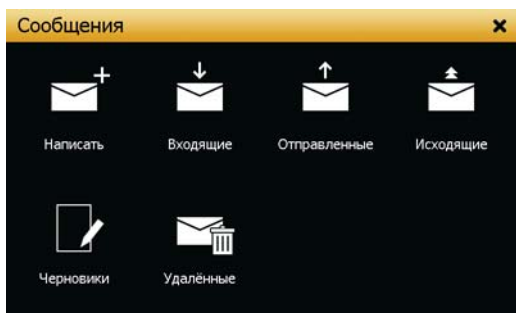 Сообщения
Написать
Входящие
Отправленные
Исходящие
Черновики
Удалённые